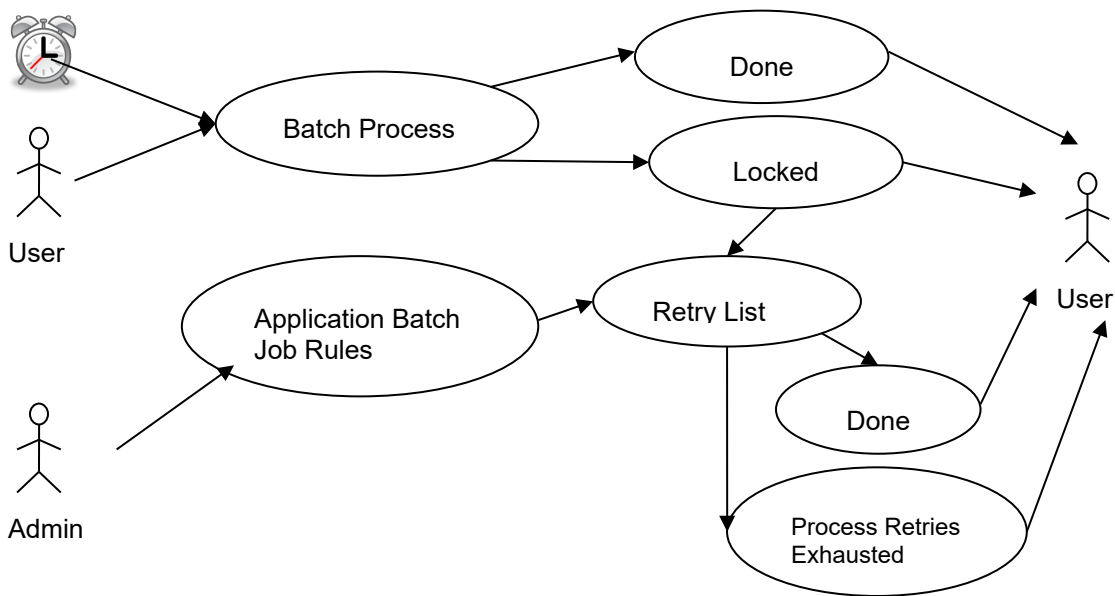 Done
Batch Process
Locked
User
User
Application Batch
Job Rules
Retry List
Done
Admin
Process Retries
Exhausted